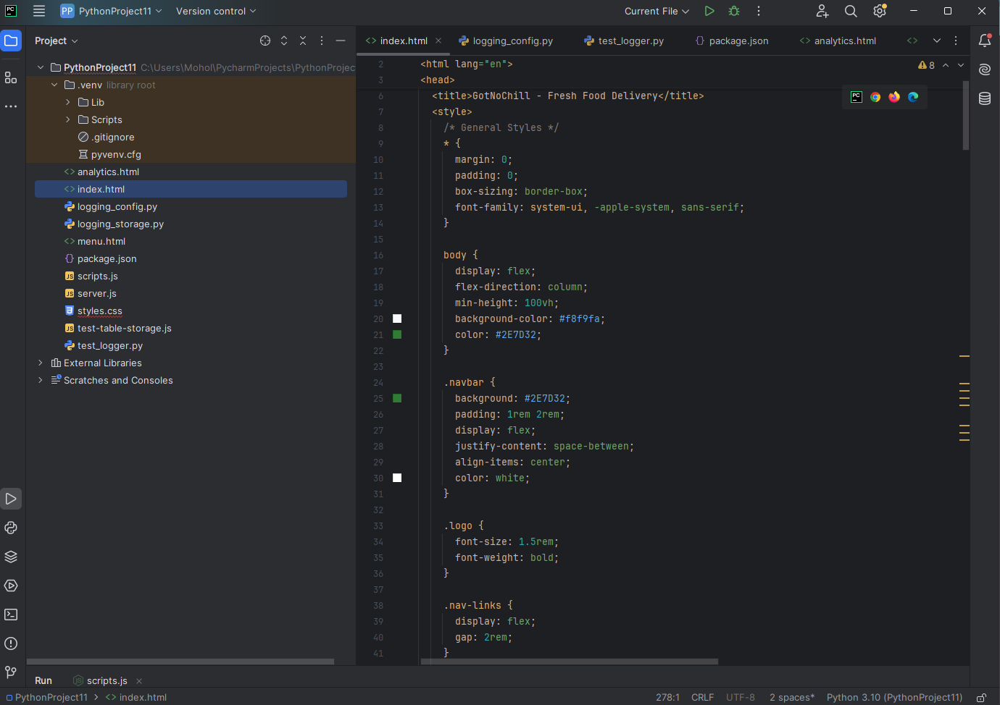 PC PP PythonProject11 Version control Current File
Project
index.html
logging_config.py
test_logger.py
package.json
analytics.html
PythonProject11 C:\Users\Mohol\PycharmProjects\PythonProjec
.venv library root
Lib
Scripts
.gitignore
pyvenv.cfg
analytics.html
index.html
logging_config.py
logging_storage.py
menu.html
package.json
scripts.js
server.js
styles.css
test-table-storage.js
test_logger.py
External Libraries
Scratches and Consoles
8
2 <html lang="en">
3 <head>
6 <title>GotNoChill - Fresh Food Delivery</title>
7 <style>
8 /* General Styles */
9 * {
10 margin: 0;
11 padding: 0;
12 box-sizing: border-box;
13 font-family: system-ui, -apple-system, sans-serif;
14 }
15
16 body {
17 display: flex;
18 flex-direction: column;
19 min-height: 100vh;
20 background-color: #f8f9fa;
21 color: #2E7D32;
22 }
23
24 .navbar {
25 background: #2E7D32;
26 padding: 1rem 2rem;
27 display: flex;
28 justify-content: space-between;
29 align-items: center;
30 color: white;
31 }
32
33 .logo {
34 font-size: 1.5rem;
35 font-weight: bold;
36 }
37
38 .nav-links {
39 display: flex;
40 gap: 2rem;
41 }
Run scripts.js
PythonProject11 > index.html 278:1 CRLF UTF-8 2 spaces* Python 3.10 (PythonProject11)